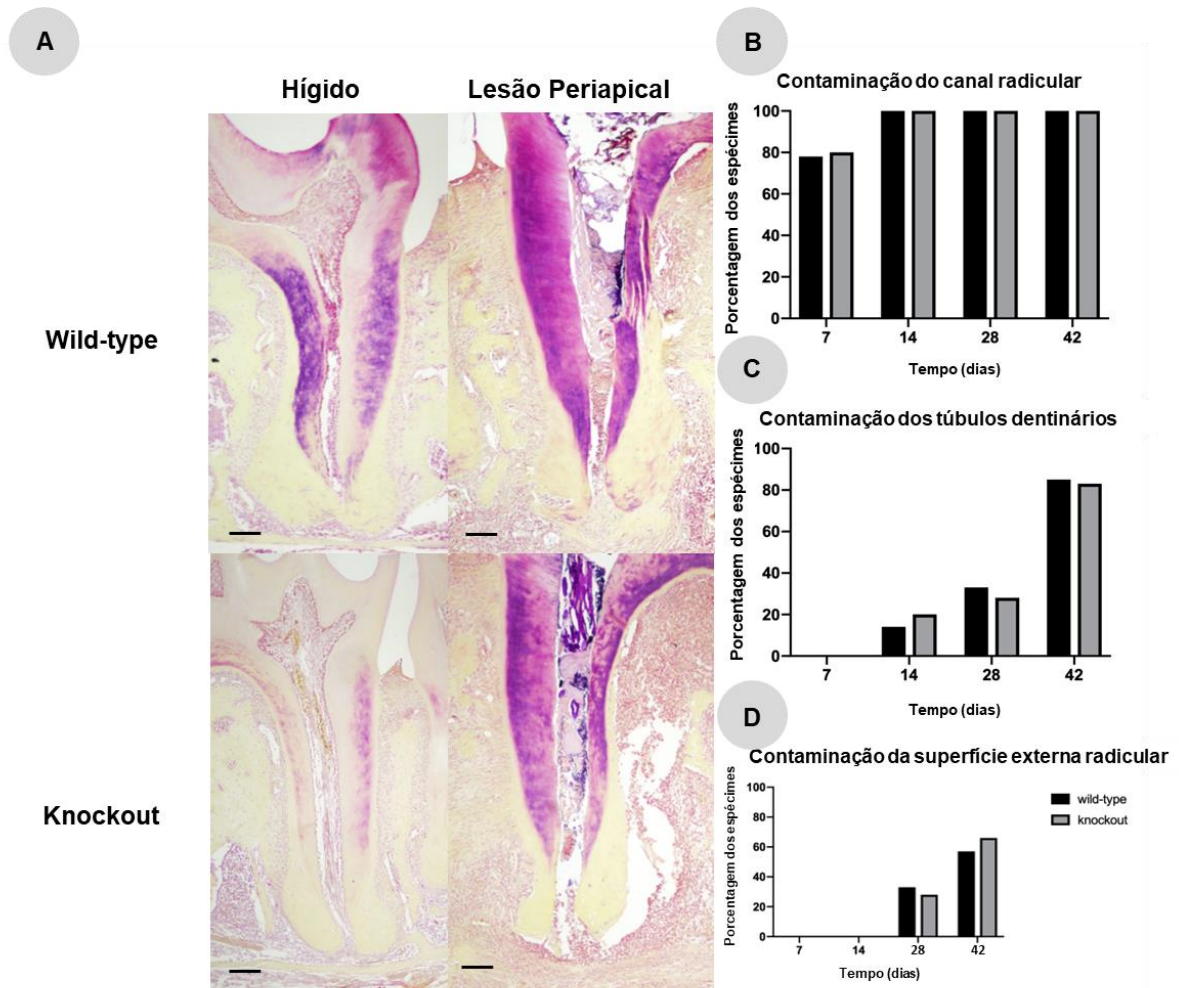 A
Hígido
Lesão Periapical
Wild-type
Knockout
B
Contaminação do canal radicular
Porcentagem dos espécimes
100
80
60
40
20
0
7
14
28
42
Tempo (dias)
C
Contaminação dos túbulos dentinários
Porcentagem dos espécimes
100
80
60
40
20
0
7
14
28
42
Tempo (dias)
D
Contaminação da superfície externa radicular
Porcentagem dos espécimes
100
80
60
40
20
0
7
14
28
42
Tempo (dias)
wild-type
knockout